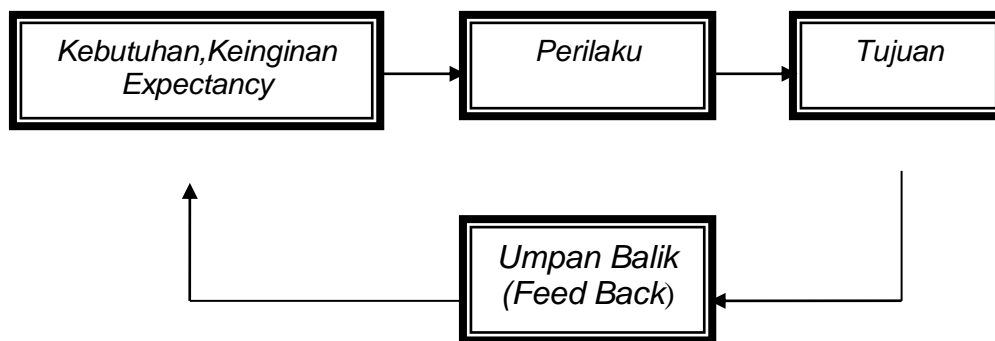 Kebutuhan,Keinginan
Expectancy
Perilaku
Tujuan
Umpan Balik
(Feed Back)